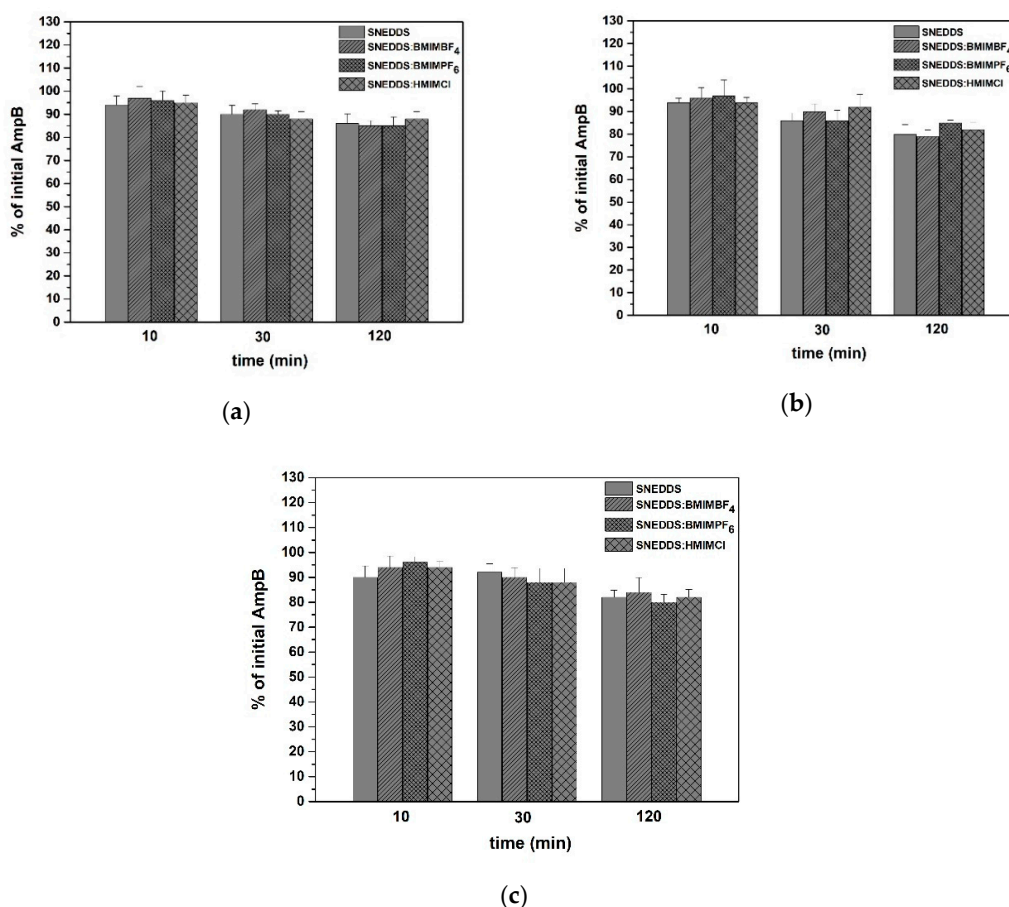 130
120
110
100
90
80
70
60
50
40
30
20
10
0
% of initial AmpB
SNEDDS
SNEDDS:BMIMBF4
SNEDDS:BMIMPF6
SNEDDS:HMIMCl
10 30 120
time (min)
(a)
130
120
110
100
90
80
70
60
50
40
30
20
10
0
% of initial AmpB
SNEDDS
SNEDDS:BMIMBF4
SNEDDS:BMIMPF6
SNEDDS:HMIMCl
10 30 120
time (min)
(b)
130
120
110
100
90
80
70
60
50
40
30
20
10
0
% of initial AmpB
SNEDDS
SNEDDS:BMIMBF4
SNEDDS:BMIMPF6
SNEDDS:HMIMCl
10 30 120
time (min)
(c)